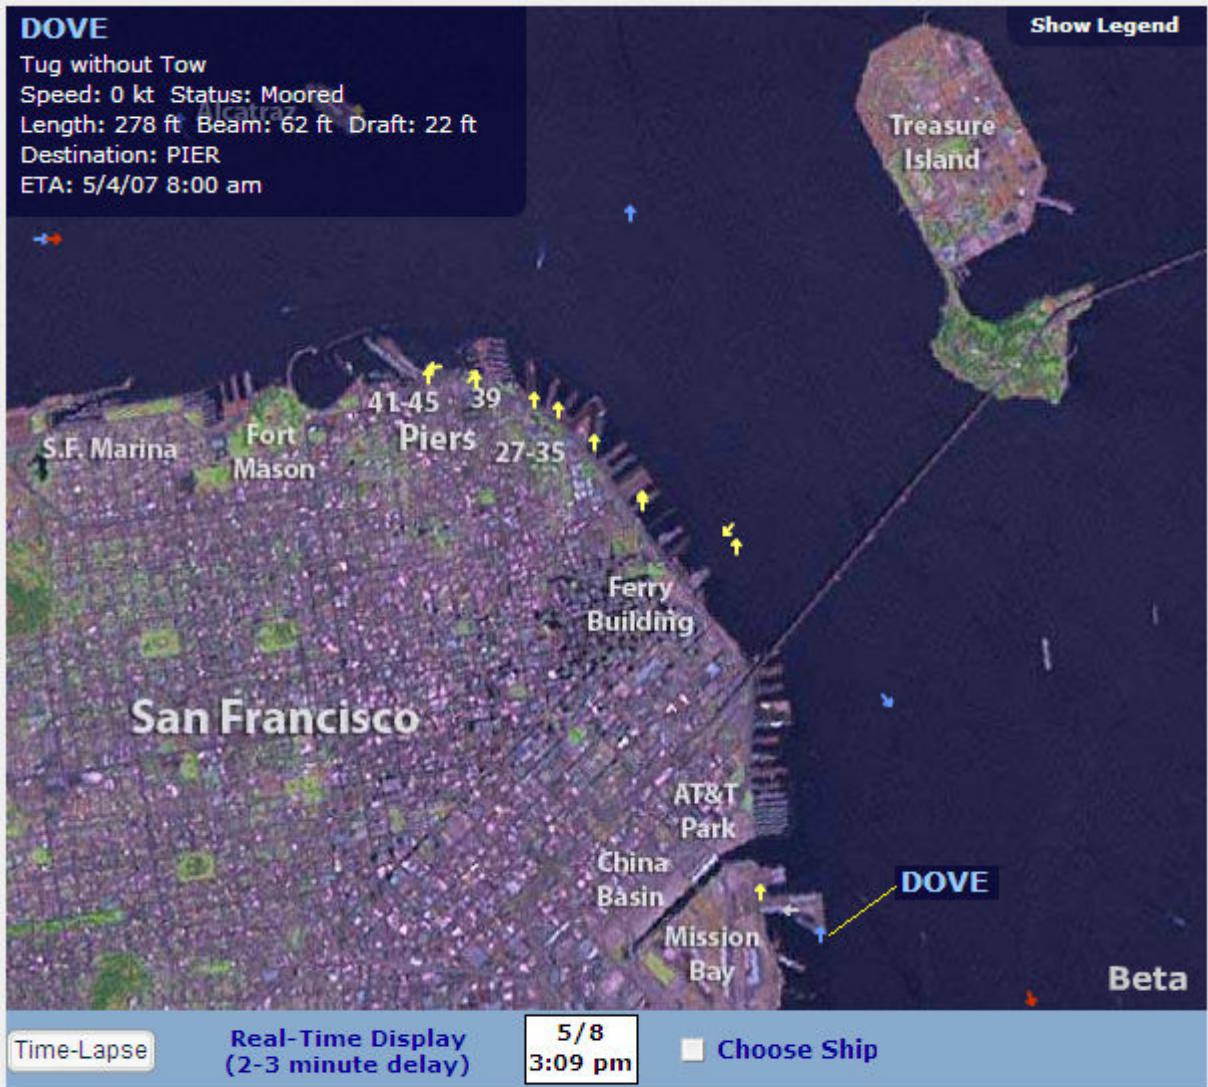 DOVE
Tug without Tow
Speed: 0 kt Status: Moored
Alcatraz
Length: 278 ft Beam: 62 ft Draft: 22 ft
Destination: PIER
ETA: 5/4/07 8:00 am
Show Legend
Treasure
Island
41-45
39
Piers
27-35
S.F. Marina
Fort
Mason
Ferry
Building
San Francisco
AT&T
Park
China
Basin
DOVE
Mission
Bay
Beta
Time-Lapse
Real-Time Display
(2-3 minute delay)
5/8
3:09 pm
Choose Ship